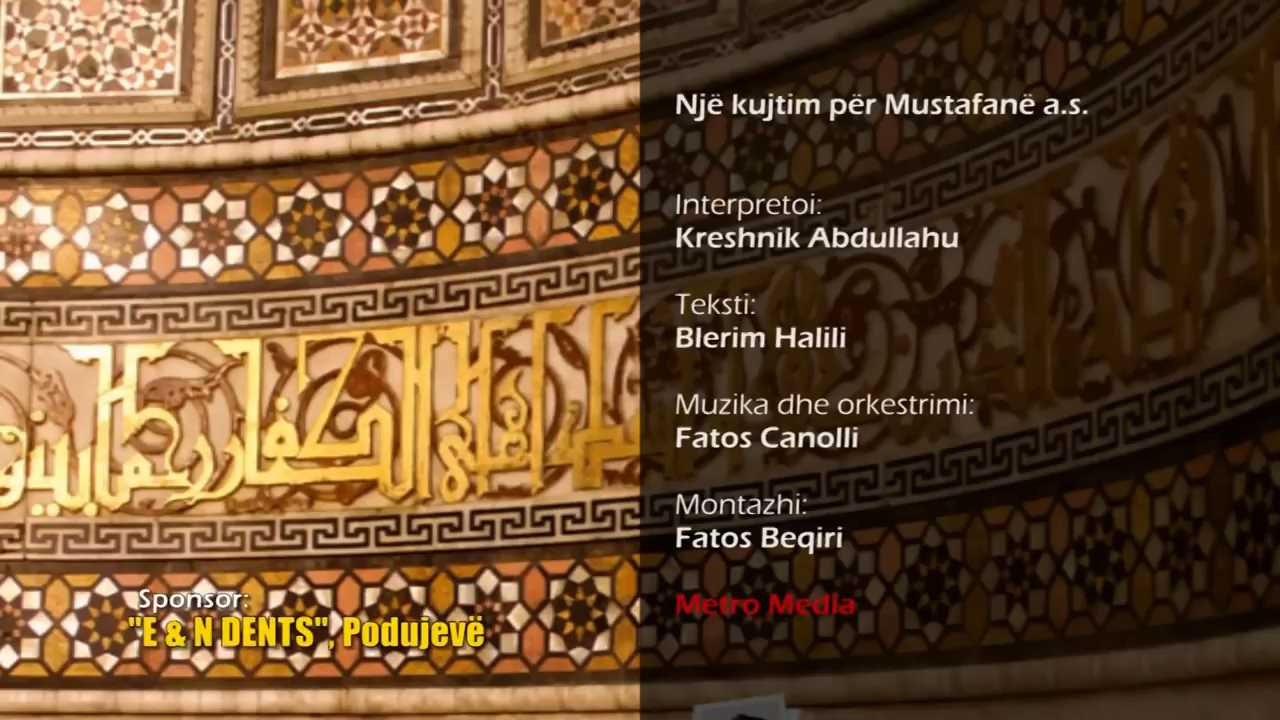 Një kujtim për Mustafanë a.s.
Interpretoi:
Kreshnik Abdullahu
Teksti:
Blerim Halili
Muzika dhe orkestrimi:
Fatos Canolli
Montazhi:
Fatos Beqiri
Metro Media
Sponsor:
"E & N DENTS", Podujevë